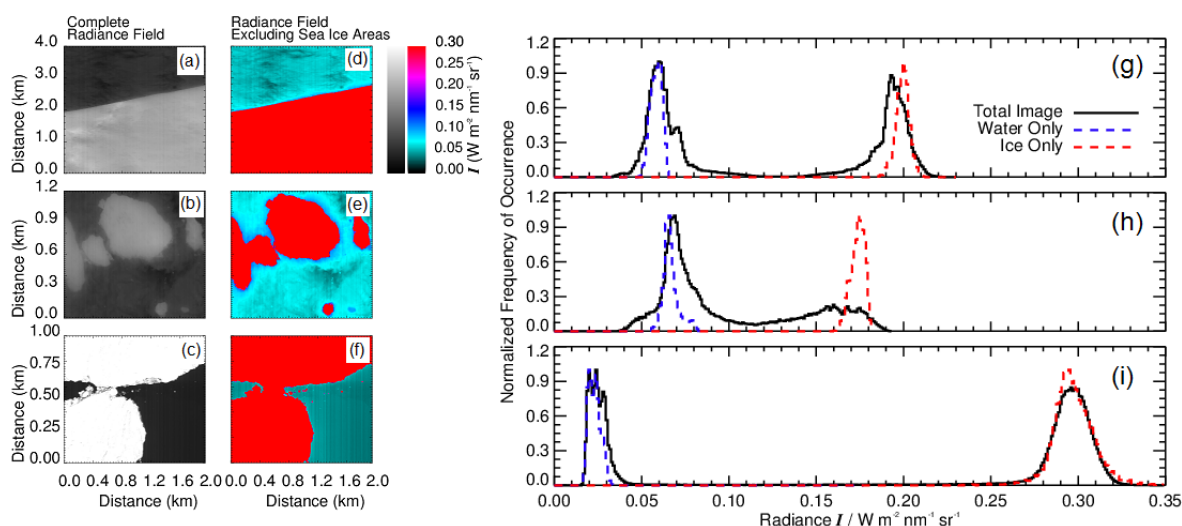 Complete
Radiance Field
Radiance Field
Excluding Sea Ice Areas
4.0
3.0
2.0
1.0
0.0
Distance (km)
(a)
(d)
0.30
0.25
0.20
0.15
0.10
0.05
0.00
I (W m-2 nm-1 sr-1)
1.2
0.9
0.6
0.3
0.0
Distance (km)
(b)
(e)
1.00
0.75
0.50
0.25
0.00
Distance (km)
(c)
(f)
0.0 0.4 0.8 1.2 1.6 2.0
Distance (km)
0.0 0.4 0.8 1.2 1.6 2.0
Distance (km)
Normalized Frequency of Occurrence
1.2
0.9
0.6
0.3
0.0
(g)
Total Image
Water Only
Ice Only
1.2
0.9
0.6
0.3
0.0
(h)
1.2
0.9
0.6
0.3
0.0
(i)
0.00 0.05 0.10 0.15 0.20 0.25 0.30 0.35
Radiance I / W m-2 nm-1 sr-1